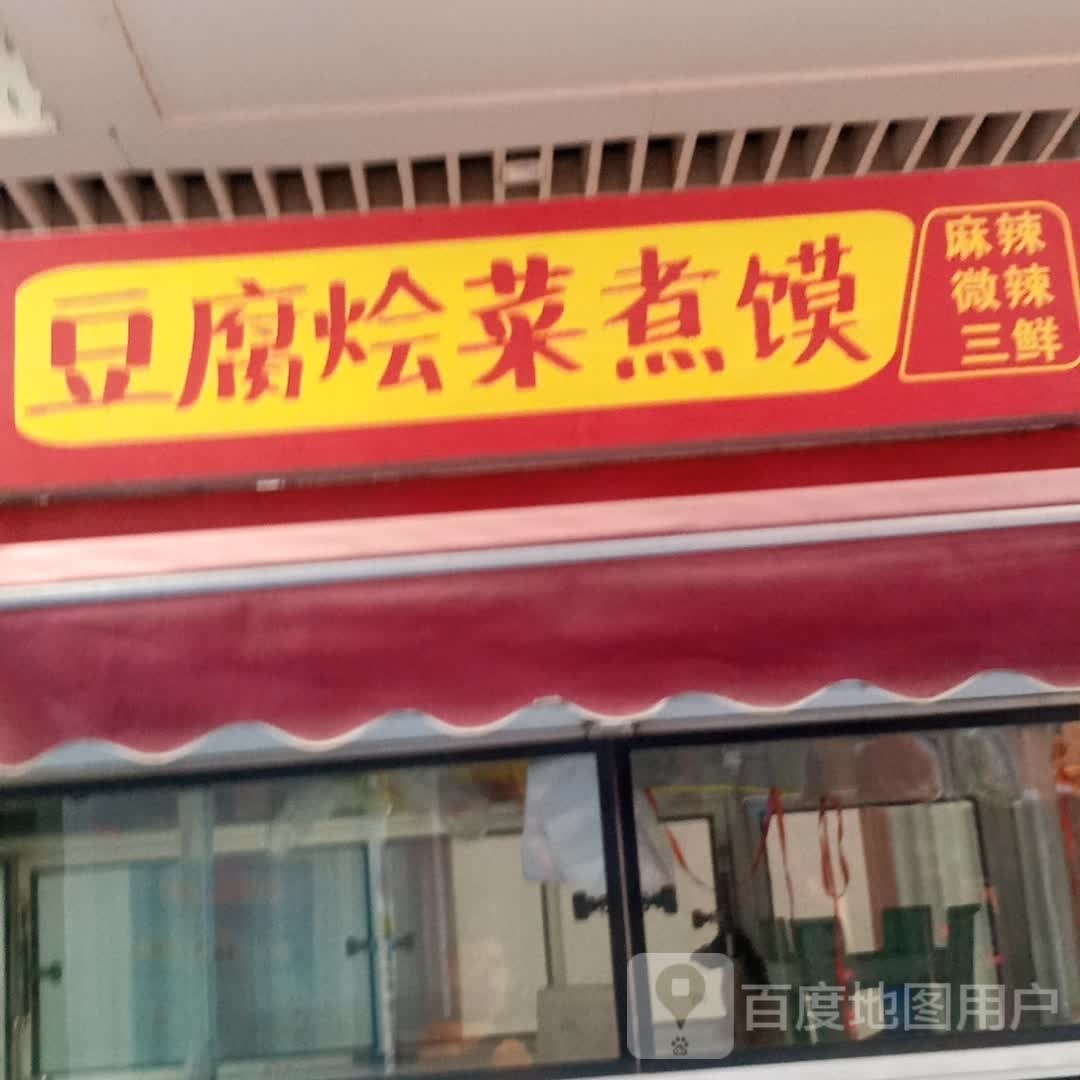 豆腐烩菜煮馍
麻辣
微辣
三鲜
百度地图用户